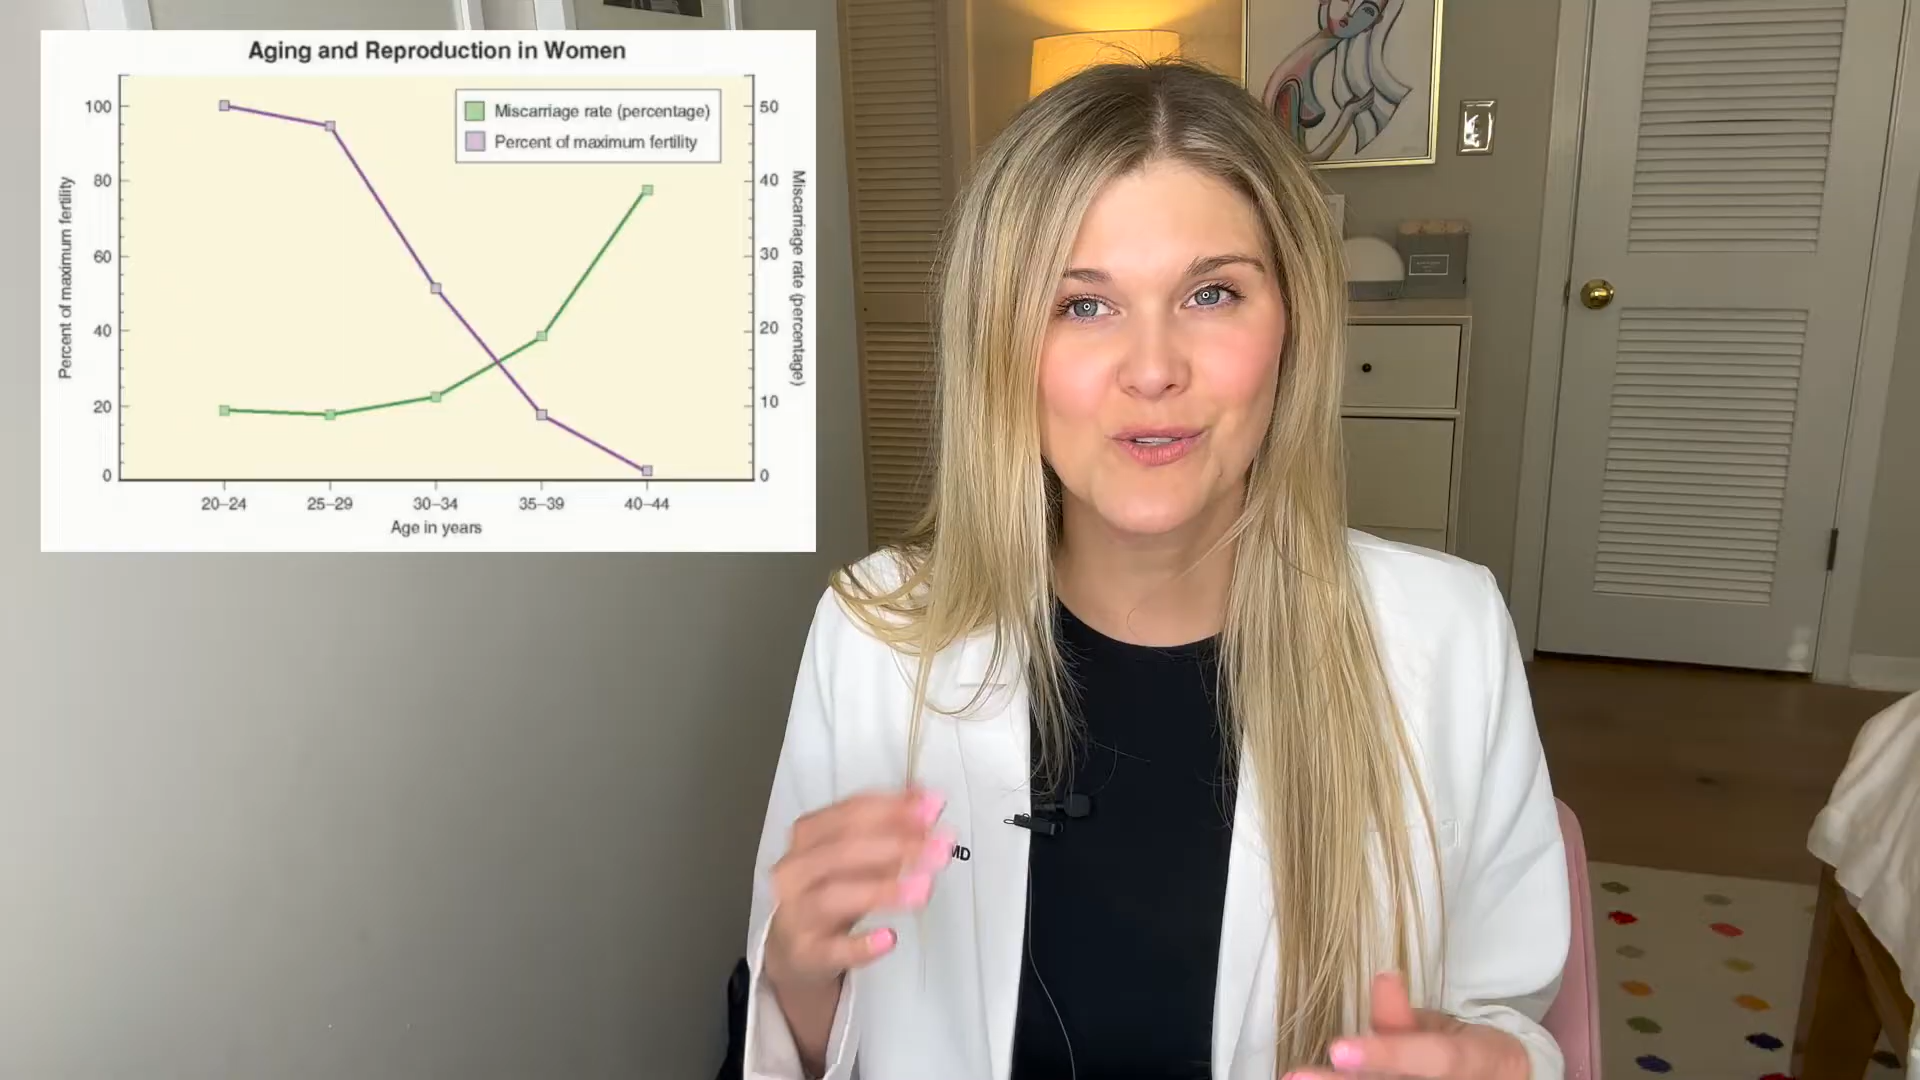 Aging and Reproduction in Women
Miscarriage rate (percentage)
Percent of maximum fertility
Percent of maximum fertility
100
80
60
40
20
0
50
40
30
20
10
0
Miscarriage rate (percentage)
20–24 25–29 30–34 35–39 40–44
Age in years
MD